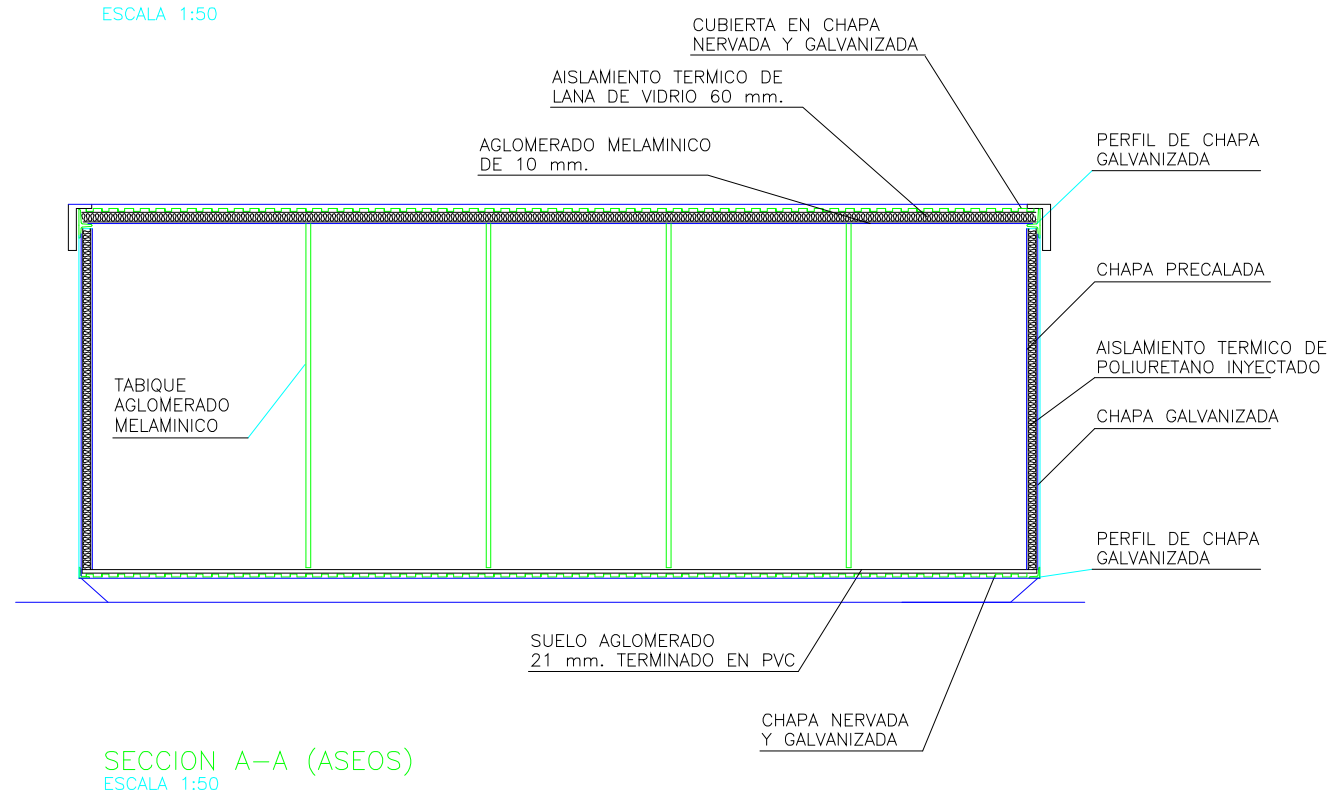 ESCALA 1:50
CUBIERTA EN CHAPA
NERVADA Y GALVANIZADA
AISLAMIENTO TERMICO DE
LANA DE VIDRIO 60 mm.
AGLOMERADO MELAMINICO
DE 10 mm.
PERFIL DE CHAPA
GALVANIZADA
CHAPA PRECALADA
AISLAMIENTO TERMICO DE
POLIURETANO INYECTADO
TABIQUE
AGLOMERADO
MELAMINICO
CHAPA GALVANIZADA
PERFIL DE CHAPA
GALVANIZADA
SUELO AGLOMERADO
21 mm. TERMINADO EN PVC
CHAPA NERVADA
Y GALVANIZADA
SECCION A-A (ASEOS)
ESCALA 1:50